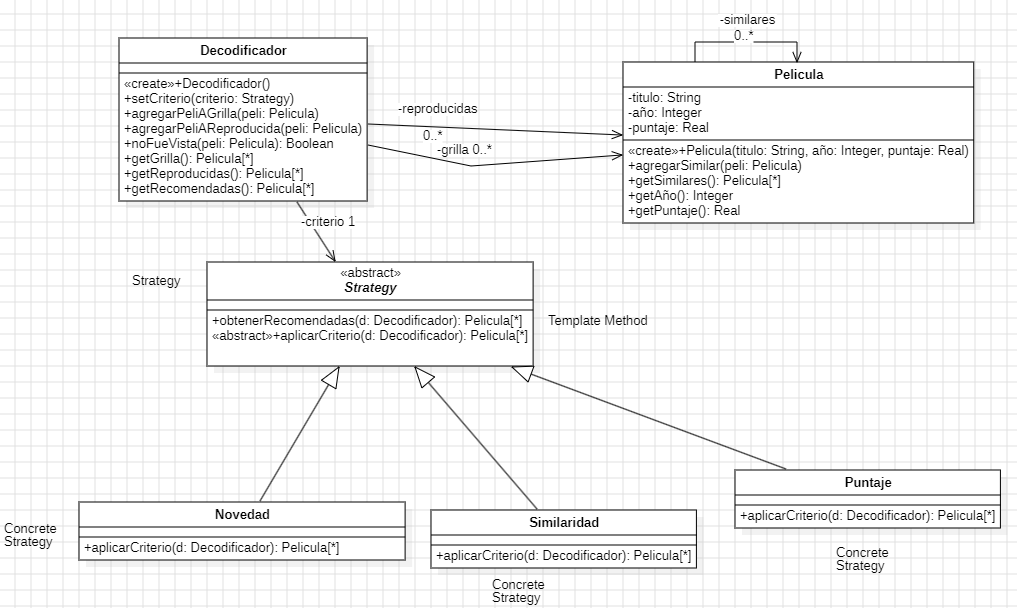 -similares
0..*
Decodificador
«create»+Decodificador()
+setCriterio(criterio: Strategy)
+agregarPeliAGrilla(peli: Pelicula)
+agregarPeliAReproducida(peli: Pelicula)
+noFueVista(peli: Pelicula): Boolean
+getGrilla(): Pelicula[*]
+getReproducidas(): Pelicula[*]
+getRecomendadas(): Pelicula[*]
-reproducidas
0..*
-grilla 0..*
Pelicula
-titulo: String
-año: Integer
-puntaje: Real
«create»+Pelicula(titulo: String, año: Integer, puntaje: Real)
+agregarSimilar(peli: Pelicula)
+getSimilares(): Pelicula[*]
+getAño(): Integer
+getPuntaje(): Real
-criterio 1
Strategy
«abstract»
Strategy
+obtenerRecomendadas(d: Decodificador): Pelicula[*]
«abstract»+aplicarCriterio(d: Decodificador): Pelicula[*]
Template Method
Novedad
+aplicarCriterio(d: Decodificador): Pelicula[*]
Concrete
Strategy
Similaridad
+aplicarCriterio(d: Decodificador): Pelicula[*]
Concrete
Strategy
Puntaje
+aplicarCriterio(d: Decodificador): Pelicula[*]
Concrete
Strategy